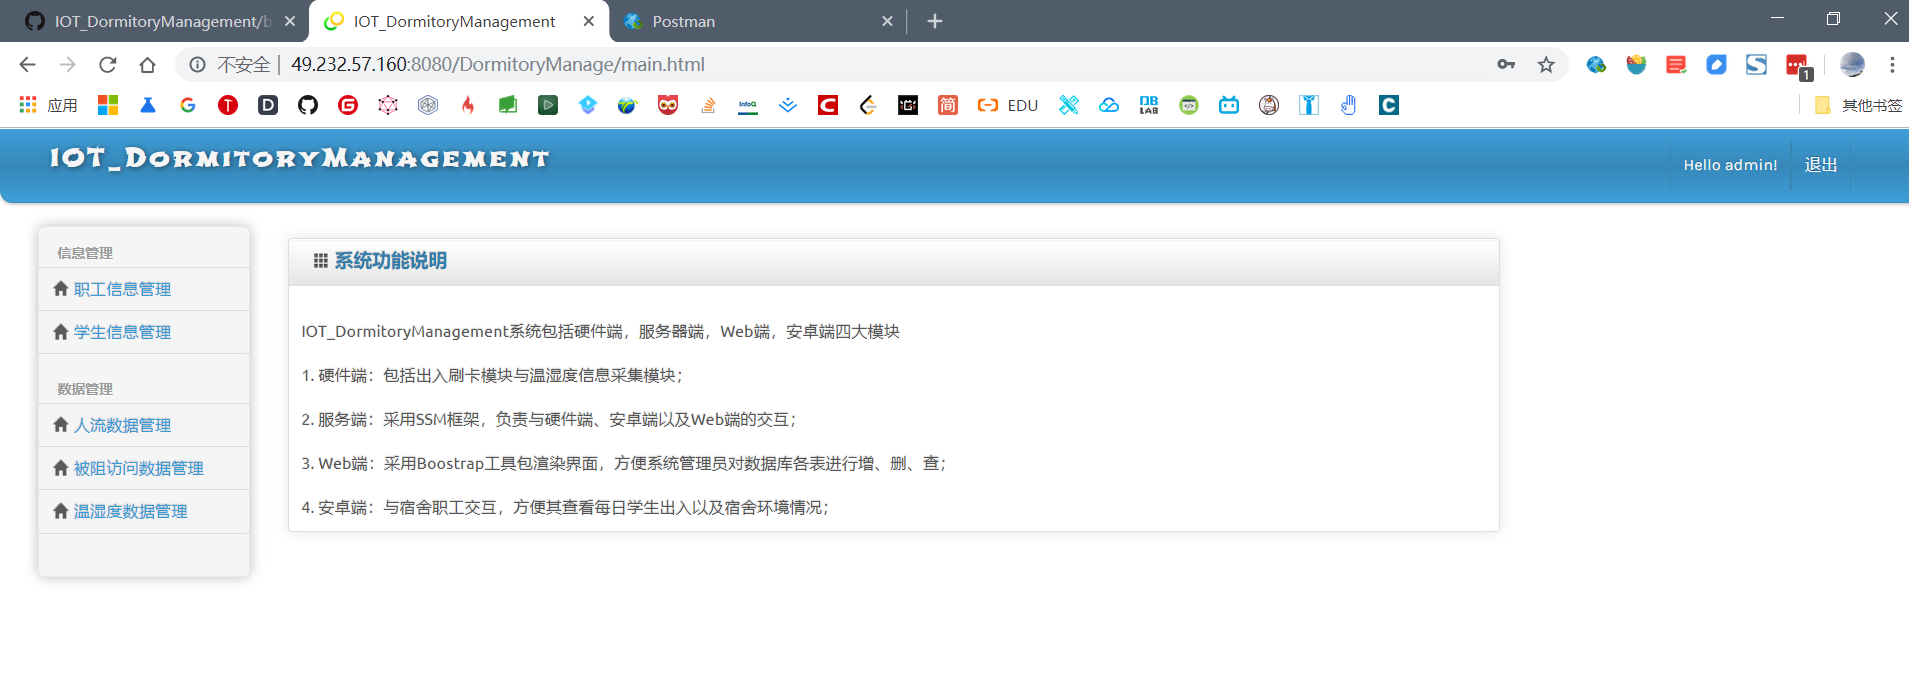 IOT_DormitoryManagement/b
IOT_DormitoryManagement
Postman
不安全
49.232.57.160:8080/DormitoryManage/main.html
1
应用
G
T
D
G
InfoQ
C
简
EDU
DB
LAB
C
其他书签
IOT_DormitoryManagement
Hello admin!
退出
信息管理
职工信息管理
学生信息管理
数据管理
人流数据管理
被阻访问数据管理
温湿度数据管理
系统功能说明
IOT_DormitoryManagement系统包括硬件端，服务器端，Web端，安卓端四大模块
1. 硬件端：包括出入刷卡模块与温湿度信息采集模块；
2. 服务端：采用SSM框架，负责与硬件端、安卓端以及Web端的交互；
3. Web端：采用Boostrap工具包渲染界面，方便系统管理员对数据库各表进行增、删、查；
4. 安卓端：与宿舍职工交互，方便其查看每日学生出入以及宿舍环境情况；